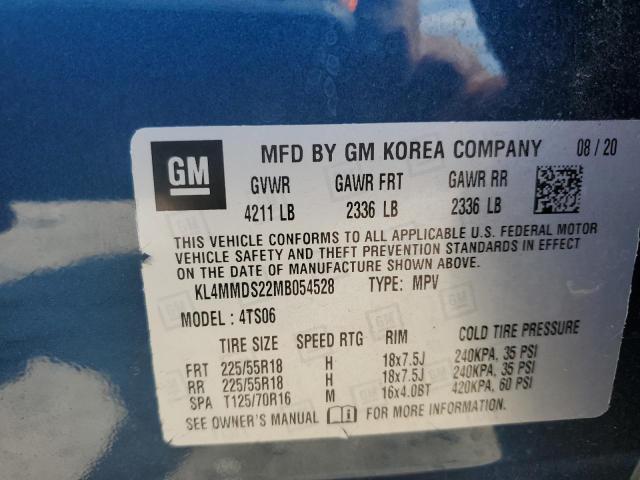 GM MFD BY GM KOREA COMPANY 08/20
GVWR GAWR FRT GAWR RR
4211 LB 2336 LB 2336 LB
THIS VEHICLE CONFORMS TO ALL APPLICABLE U.S. FEDERAL MOTOR
VEHICLE SAFETY AND THEFT PREVENTION STANDARDS IN EFFECT
ON THE DATE OF MANUFACTURE SHOWN ABOVE.
KL4MMDS22MB054528 TYPE: MPV
MODEL: 4TS06
TIRE SIZE SPEED RTG RIM COLD TIRE PRESSURE
FRT 225/55R18 H 18x7.5J 240KPA, 35 PSI
RR 225/55R18 H 18x7.5J 240KPA, 35 PSI
SPA T125/70R16 M 16x4.0BT 420KPA, 60 PSI
SEE OWNER'S MANUAL FOR MORE INFORMATION.